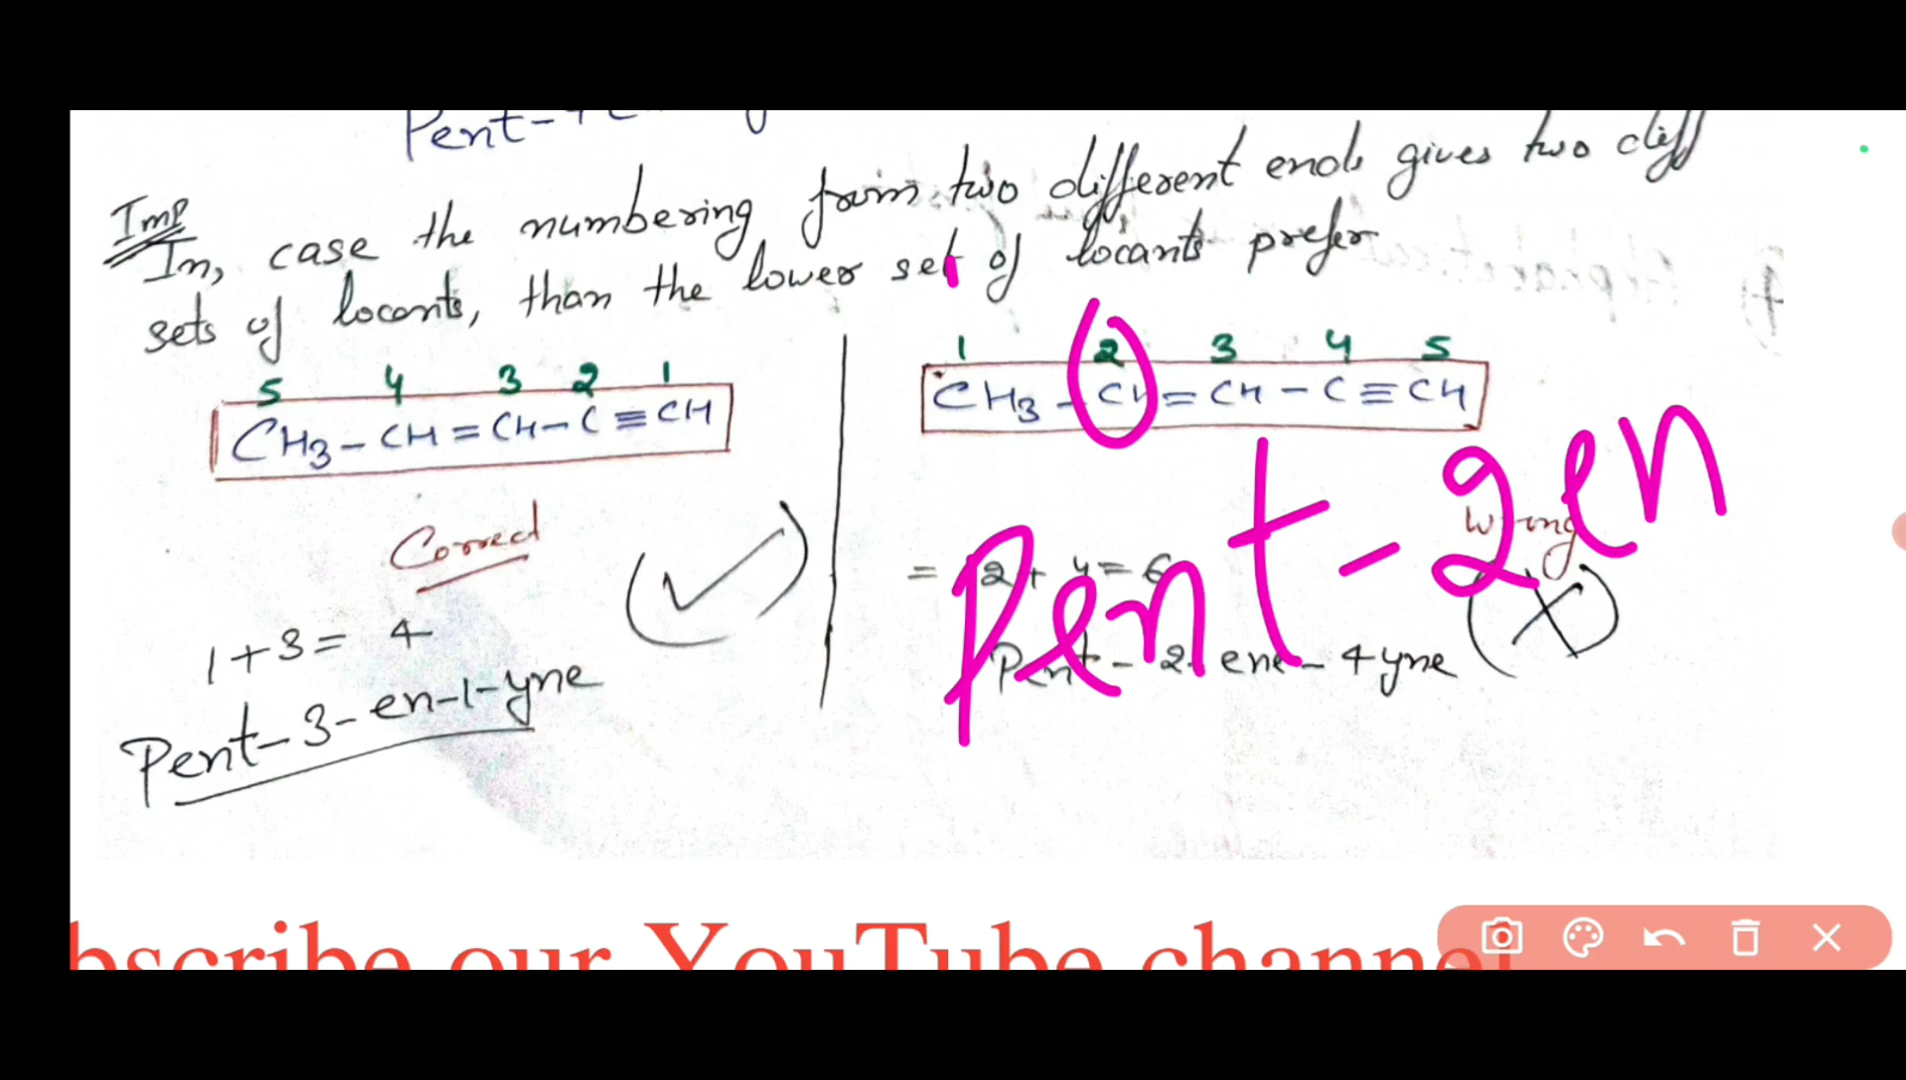 Pent-
Imp
In, case the numbering from two different ends gives two diff
sets of locants, than the lower set of locants prefer
5 4 3 2 1
CH3 - CH = CH - C ≡ CH
Correct
1+3 = 4
Pent-3-en-1-yne
1 2 3 4 5
CH3 - CH = CH - C ≡ CH
Pent-2en
wrong
= 2+4=6
Pent-2-ene-4yne
bscribe our YouTube channel